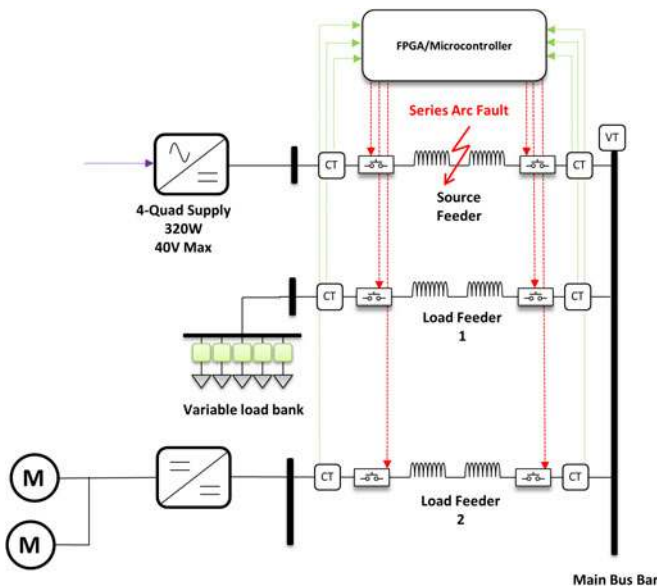 FPGA/Microcontroller
Series Arc Fault
VT
CT
CT
4-Quad Supply
320W
40V Max
Source
Feeder
CT
CT
Load Feeder
1
Variable load bank
M
CT
CT
M
Load Feeder
2
Main Bus Bar